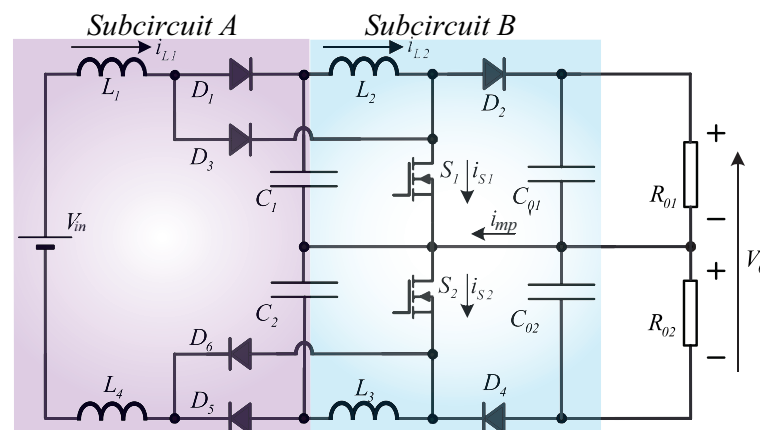 Subcircuit A Subcircuit B
iL1 iL2
L1 D1 L2 D2
D3
S1 iS1
C1 C01 R01
+
−
Vin
imp
S2 iS2
C2 C02 R02
+
−
D6
L4 D5 L3 D4